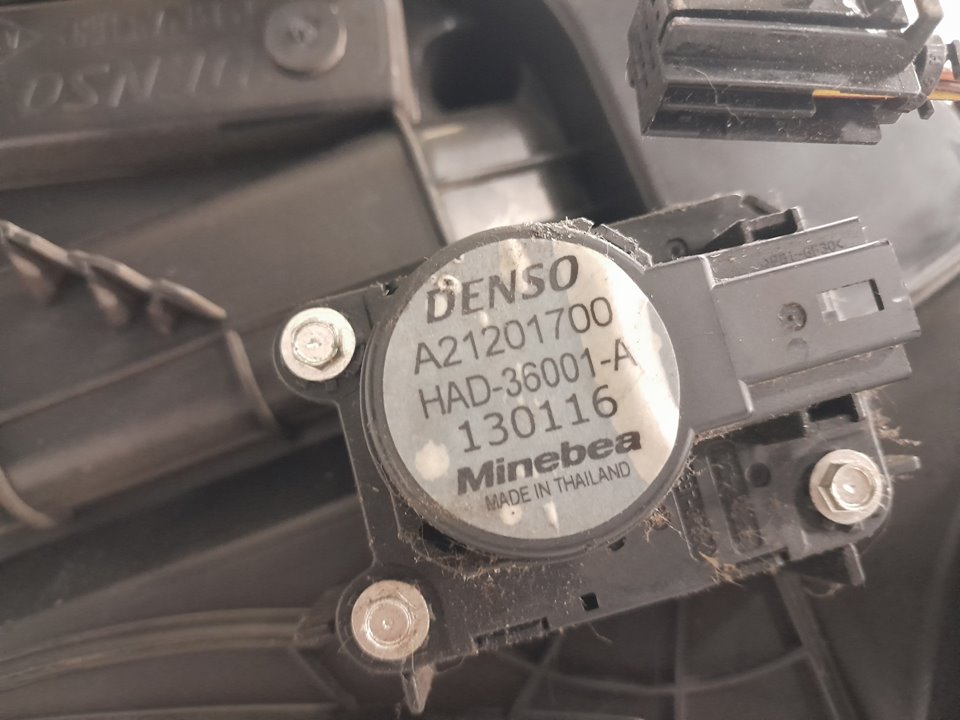 DENSO
A21201700
HAD-36001-A
130116
Minebea
MADE IN THAILAND